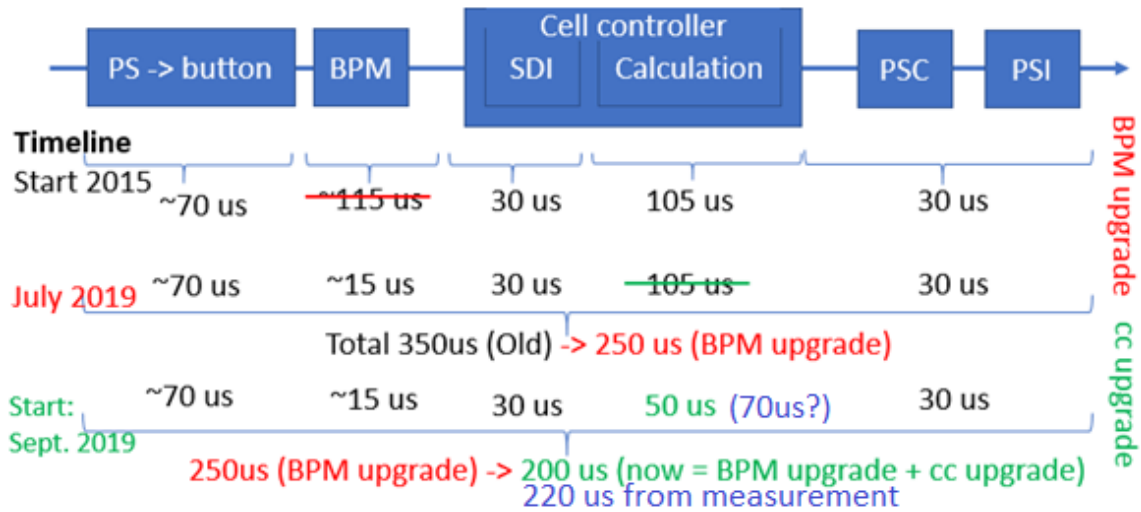 Cell controller
PS -> button BPM SDI Calculation PSC PSI
Timeline
Start 2015
~70 us ~115 us 30 us 105 us 30 us
BPM upgrade
July 2019 ~70 us ~15 us 30 us 105 us 30 us
Total 350us (Old) -> 250 us (BPM upgrade)
cc upgrade
Start: ~70 us ~15 us 30 us 50 us (70us?) 30 us
Sept. 2019
250us (BPM upgrade) -> 200 us (now = BPM upgrade + cc upgrade)
220 us from measurement